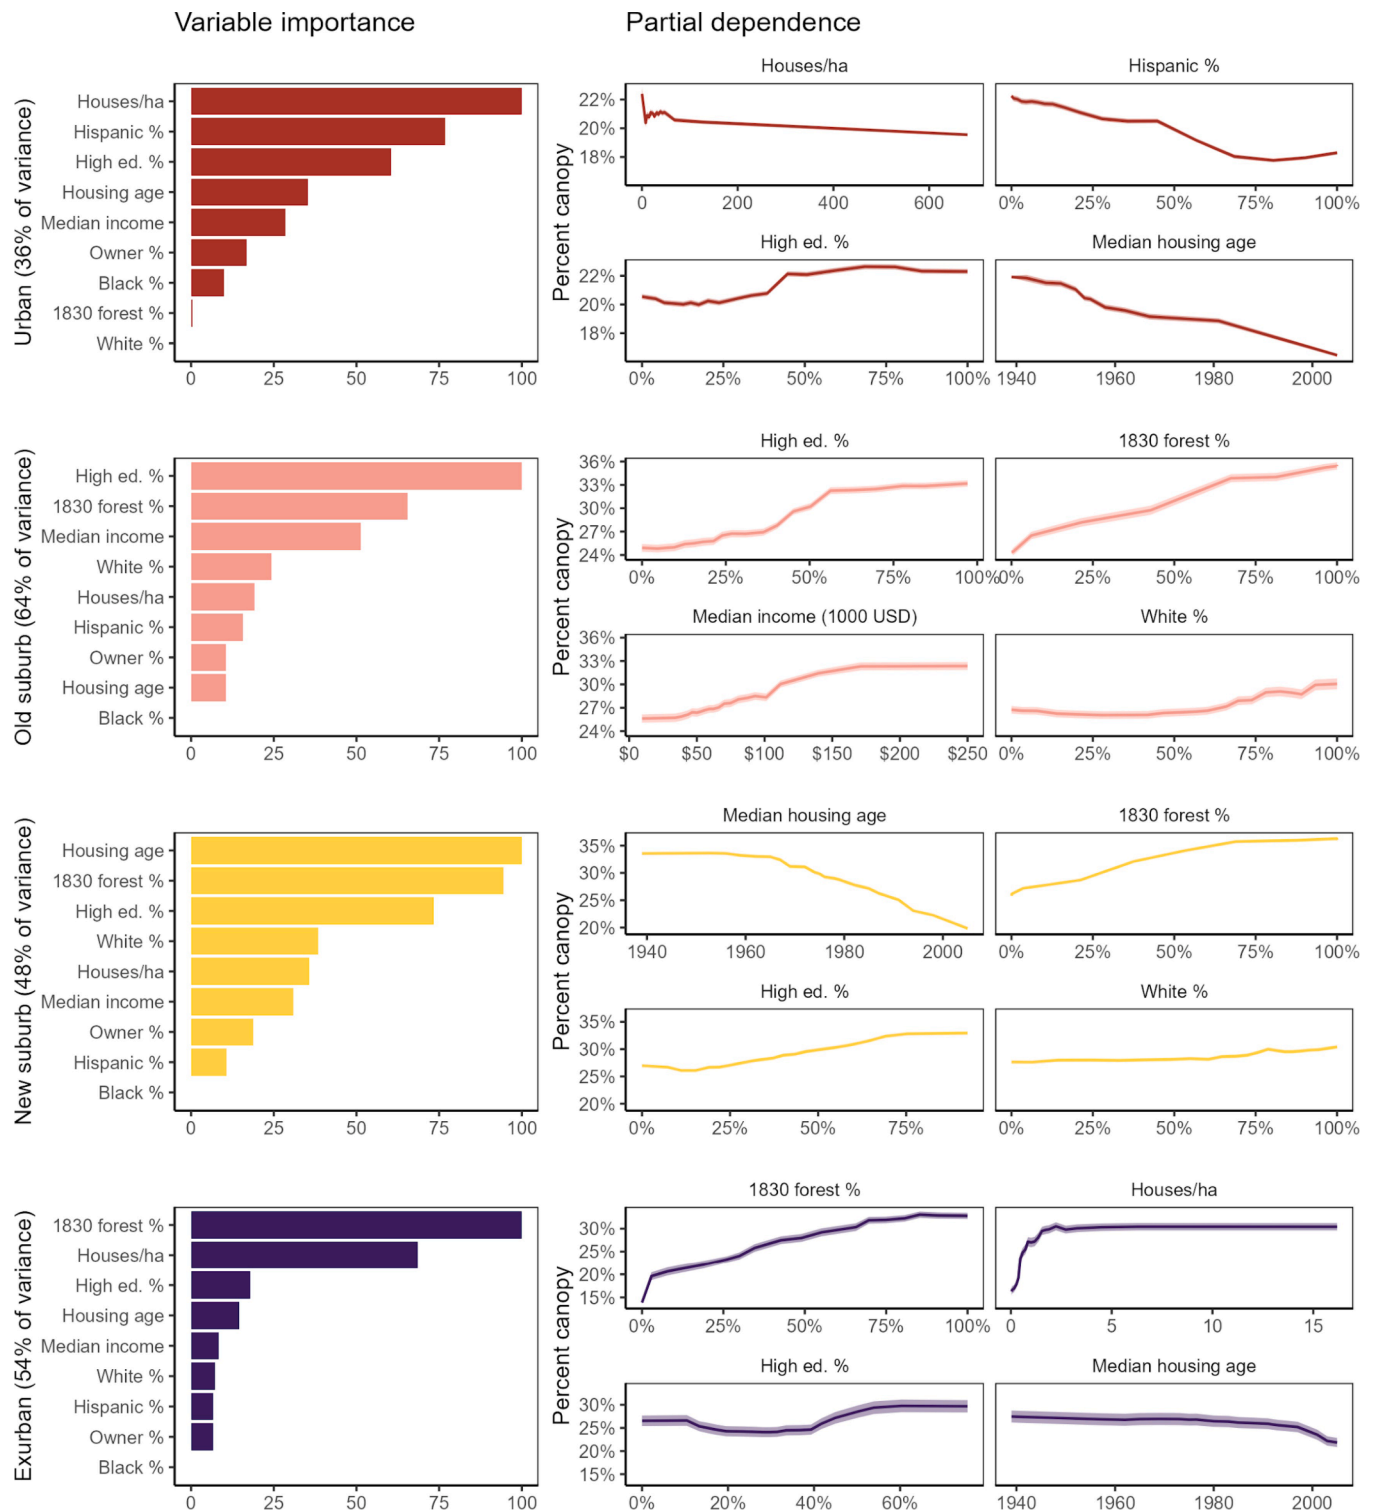 Variable importance
Partial dependence
Urban (36% of variance)
Houses/ha
Hispanic %
High ed. %
Housing age
Median income
Owner %
Black %
1830 forest %
White %
0 25 50 75 100
Percent canopy
Houses/ha
22%
20%
18%
0 200 400 600
Hispanic %
0% 25% 50% 75% 100%
High ed. %
22%
20%
18%
0% 25% 50% 75% 100%
Median housing age
1940 1960 1980 2000
Old suburb (64% of variance)
High ed. %
1830 forest %
Median income
White %
Houses/ha
Hispanic %
Owner %
Housing age
Black %
0 25 50 75 100
Percent canopy
High ed. %
36%
33%
30%
27%
24%
0% 25% 50% 75% 100%
1830 forest %
0% 25% 50% 75% 100%
Median income (1000 USD)
36%
33%
30%
27%
24%
$0 $50 $100 $150 $200 $250
White %
0% 25% 50% 75% 100%
New suburb (48% of variance)
Housing age
1830 forest %
High ed. %
White %
Houses/ha
Median income
Owner %
Hispanic %
Black %
0 25 50 75 100
Percent canopy
Median housing age
35%
30%
25%
20%
1940 1960 1980 2000
1830 forest %
0% 25% 50% 75% 100%
High ed. %
35%
30%
25%
20%
0% 25% 50% 75%
White %
0% 25% 50% 75% 100%
Exurban (54% of variance)
1830 forest %
Houses/ha
High ed. %
Housing age
Median income
White %
Hispanic %
Owner %
Black %
0 25 50 75 100
Percent canopy
1830 forest %
30%
25%
20%
15%
0% 25% 50% 75% 100%
Houses/ha
0 5 10 15
High ed. %
30%
25%
20%
15%
0% 20% 40% 60%
Median housing age
1940 1960 1980 2000